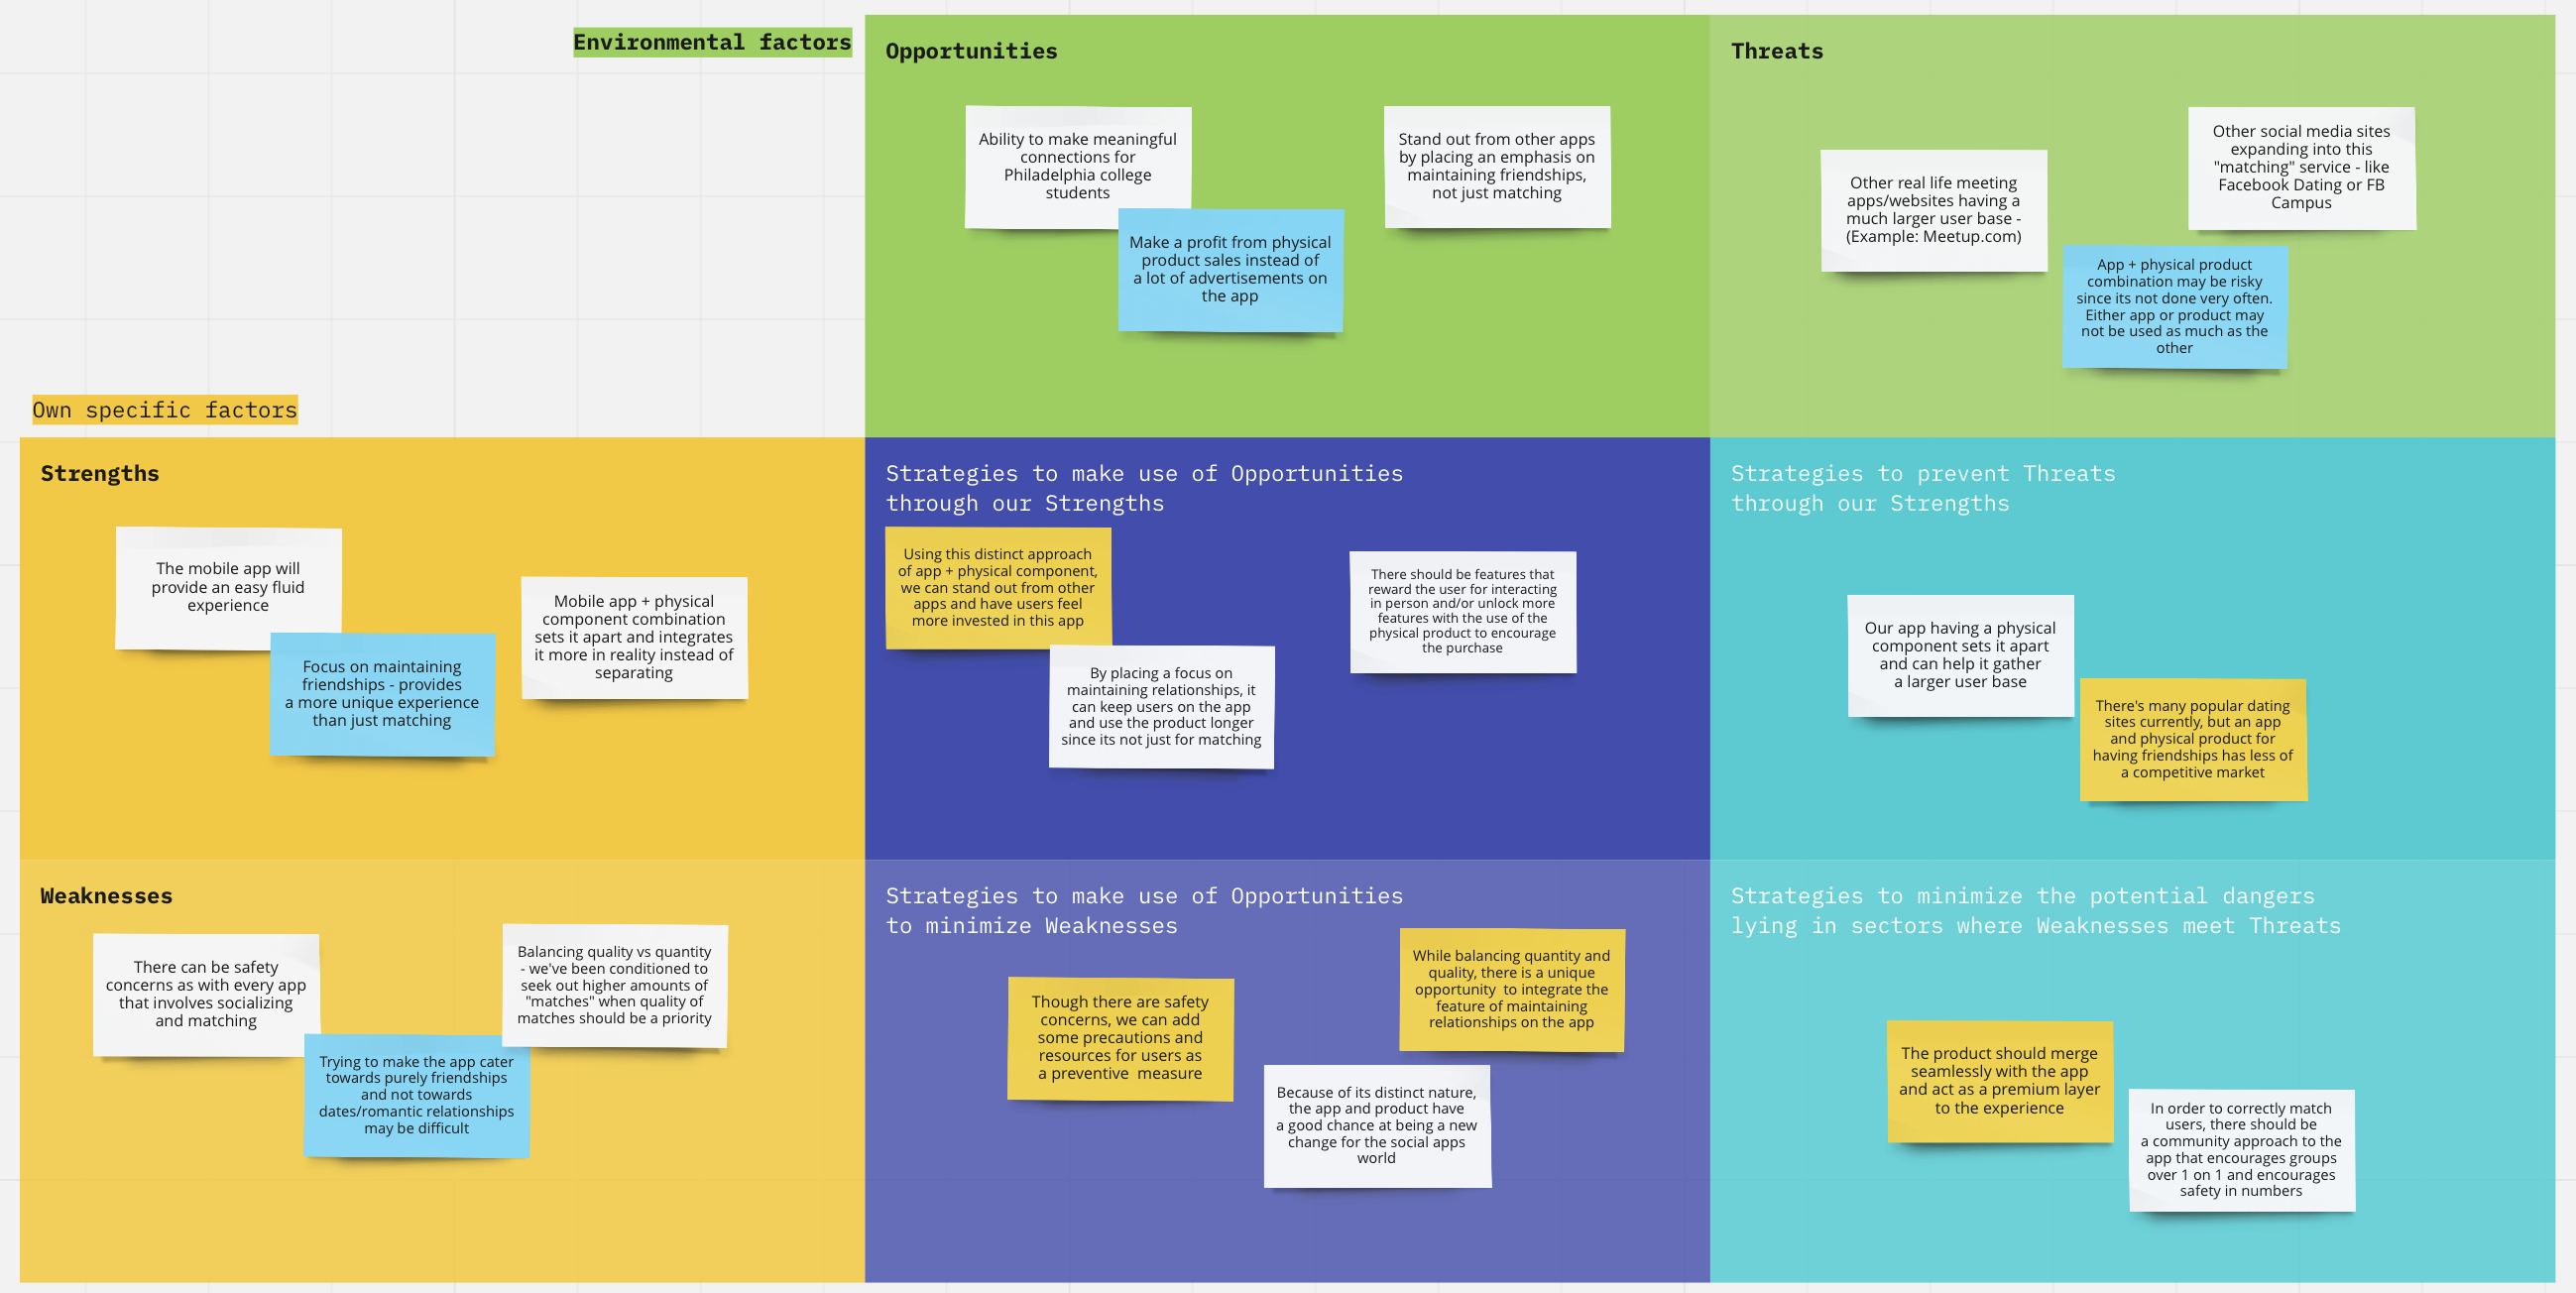 Environmental factors
Opportunities
Ability to make meaningful
connections for
Philadelphia college
students
Make a profit from physical
product sales instead of
a lot of advertisements on
the app
Stand out from other apps
by placing an emphasis on
maintaining friendships,
not just matching
Threats
Other real life meeting
apps/websites having a
much larger user base -
(Example: Meetup.com)
Other social media sites
expanding into this
"matching" service - like
Facebook Dating or FB
Campus
App + physical product
combination may be risky
since its not done very often.
Either app or product may
not be used as much as the
other
Own specific factors
Strengths
The mobile app will
provide an easy fluid
experience
Focus on maintaining
friendships - provides
a more unique experience
than just matching
Mobile app + physical
component combination
sets it apart and integrates
it more in reality instead of
separating
Strategies to make use of Opportunities
through our Strengths
Using this distinct approach
of app + physical component,
we can stand out from other
apps and have users feel
more invested in this app
By placing a focus on
maintaining relationships, it
can keep users on the app
and use the product longer
since its not just for matching
There should be features that
reward the user for interacting
in person and/or unlock more
features with the use of the
physical product to encourage
the purchase
Strategies to prevent Threats
through our Strengths
Our app having a physical
component sets it apart
and can help it gather
a larger user base
There's many popular dating
sites currently, but an app
and physical product for
having friendships has less of
a competitive market
Weaknesses
There can be safety
concerns as with every app
that involves socializing
and matching
Trying to make the app cater
towards purely friendships
and not towards
dates/romantic relationships
may be difficult
Balancing quality vs quantity
- we've been conditioned to
seek out higher amounts of
"matches" when quality of
matches should be a priority
Strategies to make use of Opportunities
to minimize Weaknesses
Though there are safety
concerns, we can add
some precautions and
resources for users as
a preventive  measure
While balancing quantity and
quality, there is a unique
opportunity  to integrate the
feature of maintaining
relationships on the app
Because of its distinct nature,
the app and product have
a good chance at being a new
change for the social apps
world
Strategies to minimize the potential dangers
lying in sectors where Weaknesses meet Threats
The product should merge
seamlessly with the app
and act as a premium layer
to the experience
In order to correctly match
users, there should be
a community approach to the
app that encourages groups
over 1 on 1 and encourages
safety in numbers